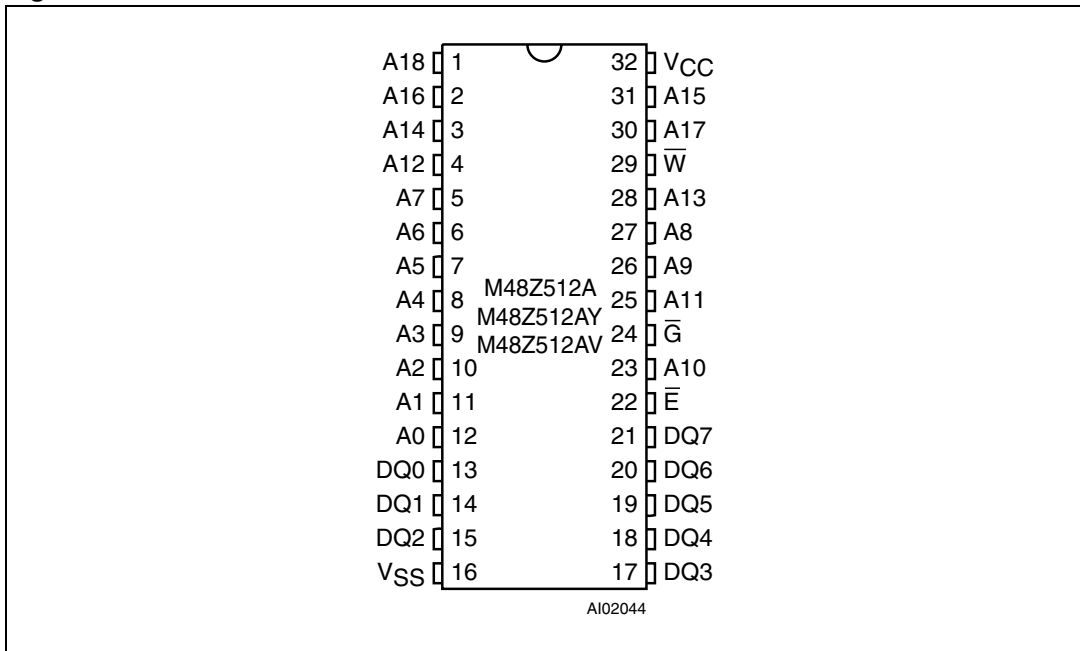 A18 1 32 VCC
A16 2 31 A15
A14 3 30 A17
A12 4 29 W̅
A7 5 28 A13
A6 6 27 A8
A5 7 26 A9
A4 8 M48Z512A 25 A11
M48Z512AY
A3 9 M48Z512AV 24 G̅
A2 10 23 A10
A1 11 22 E̅
A0 12 21 DQ7
DQ0 13 20 DQ6
DQ1 14 19 DQ5
DQ2 15 18 DQ4
VSS 16 17 DQ3
AI02044